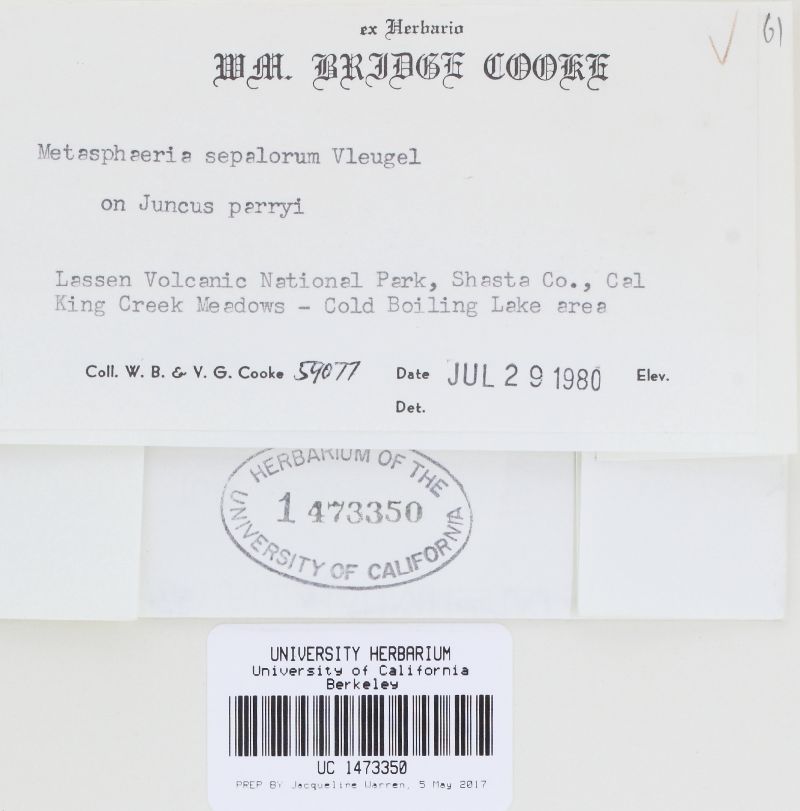 61
ex Herbario
WM. BRIDGE COOKE
Metasphaeria sepalorum Vleugel
on Juncus parryi
Lassen Volcanic National Park, Shasta Co., Cal
King Creek Meadows - Cold Boiling Lake area
Coll. W. B. & V. G. Cooke 59077 Date JUL 29 1980 Elev.
Det.
HERBARIUM OF THE
1473350
UNIVERSITY OF CALIFORNIA
UNIVERSITY HERBARIUM
University of California
Berkeley
UC 1473350
PREP BY Jacqueline Warren, 5 May 2017